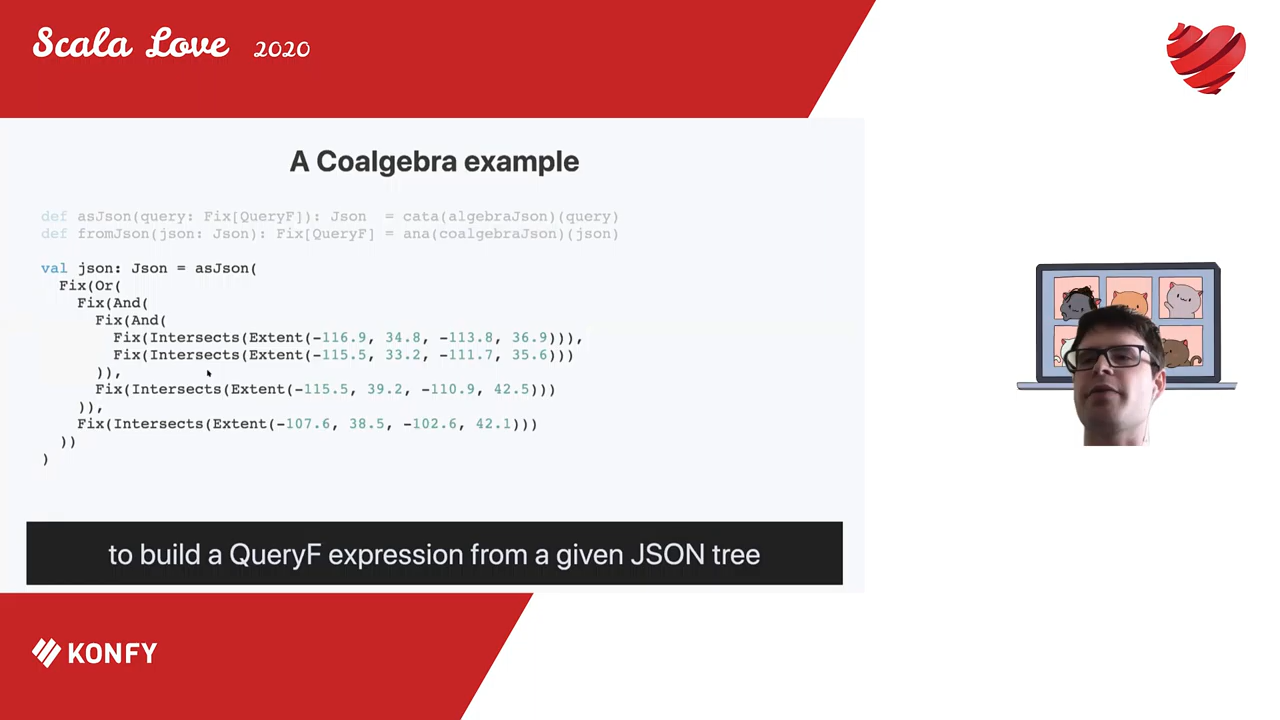 Scala Love 2020
A Coalgebra example
def asJson(query: Fix[QueryF]): Json  = cata(algebraJson)(query)
def fromJson(json: Json): Fix[QueryF] = ana(coalgebraJson)(json)
val json: Json = asJson(
  Fix(Or(
    Fix(And(
      Fix(And(
        Fix(Intersects(Extent(-116.9, 34.8, -113.8, 36.9))),
        Fix(Intersects(Extent(-115.5, 33.2, -111.7, 35.6)))
      )),
      Fix(Intersects(Extent(-115.5, 39.2, -110.9, 42.5)))
    )),
    Fix(Intersects(Extent(-107.6, 38.5, -102.6, 42.1)))
  ))
)
to build a QueryF expression from a given JSON tree
KONFY